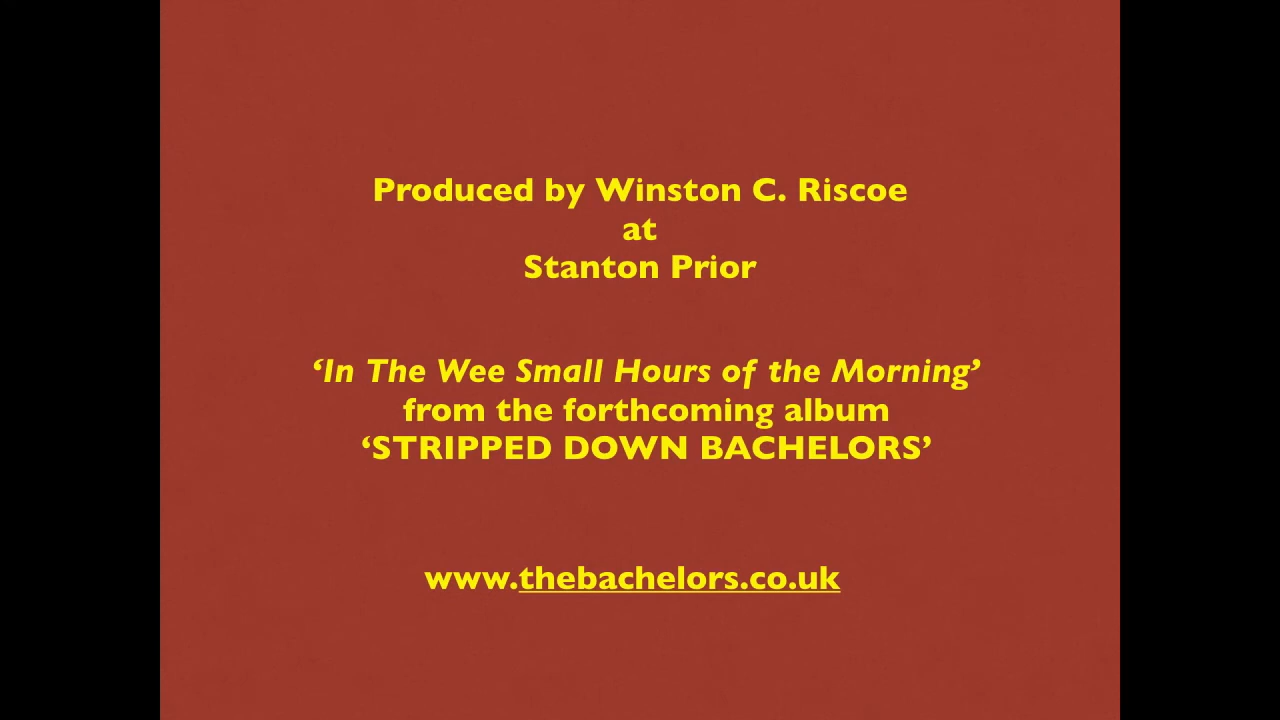 Produced by Winston C. Riscoe
at
Stanton Prior
‘In The Wee Small Hours of the Morning’
from the forthcoming album
‘STRIPPED DOWN BACHELORS’
www.thebachelors.co.uk